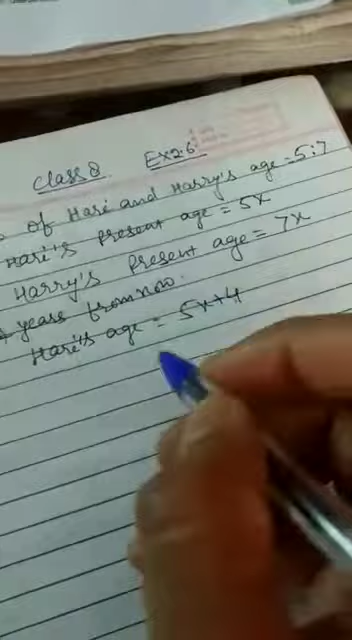 Class 8 Ex 2.6
of Hari and Harry's age = 5:7
Hari's present age = 5x
Harry's present age = 7x
years from now.
Hari's age = 5x+4